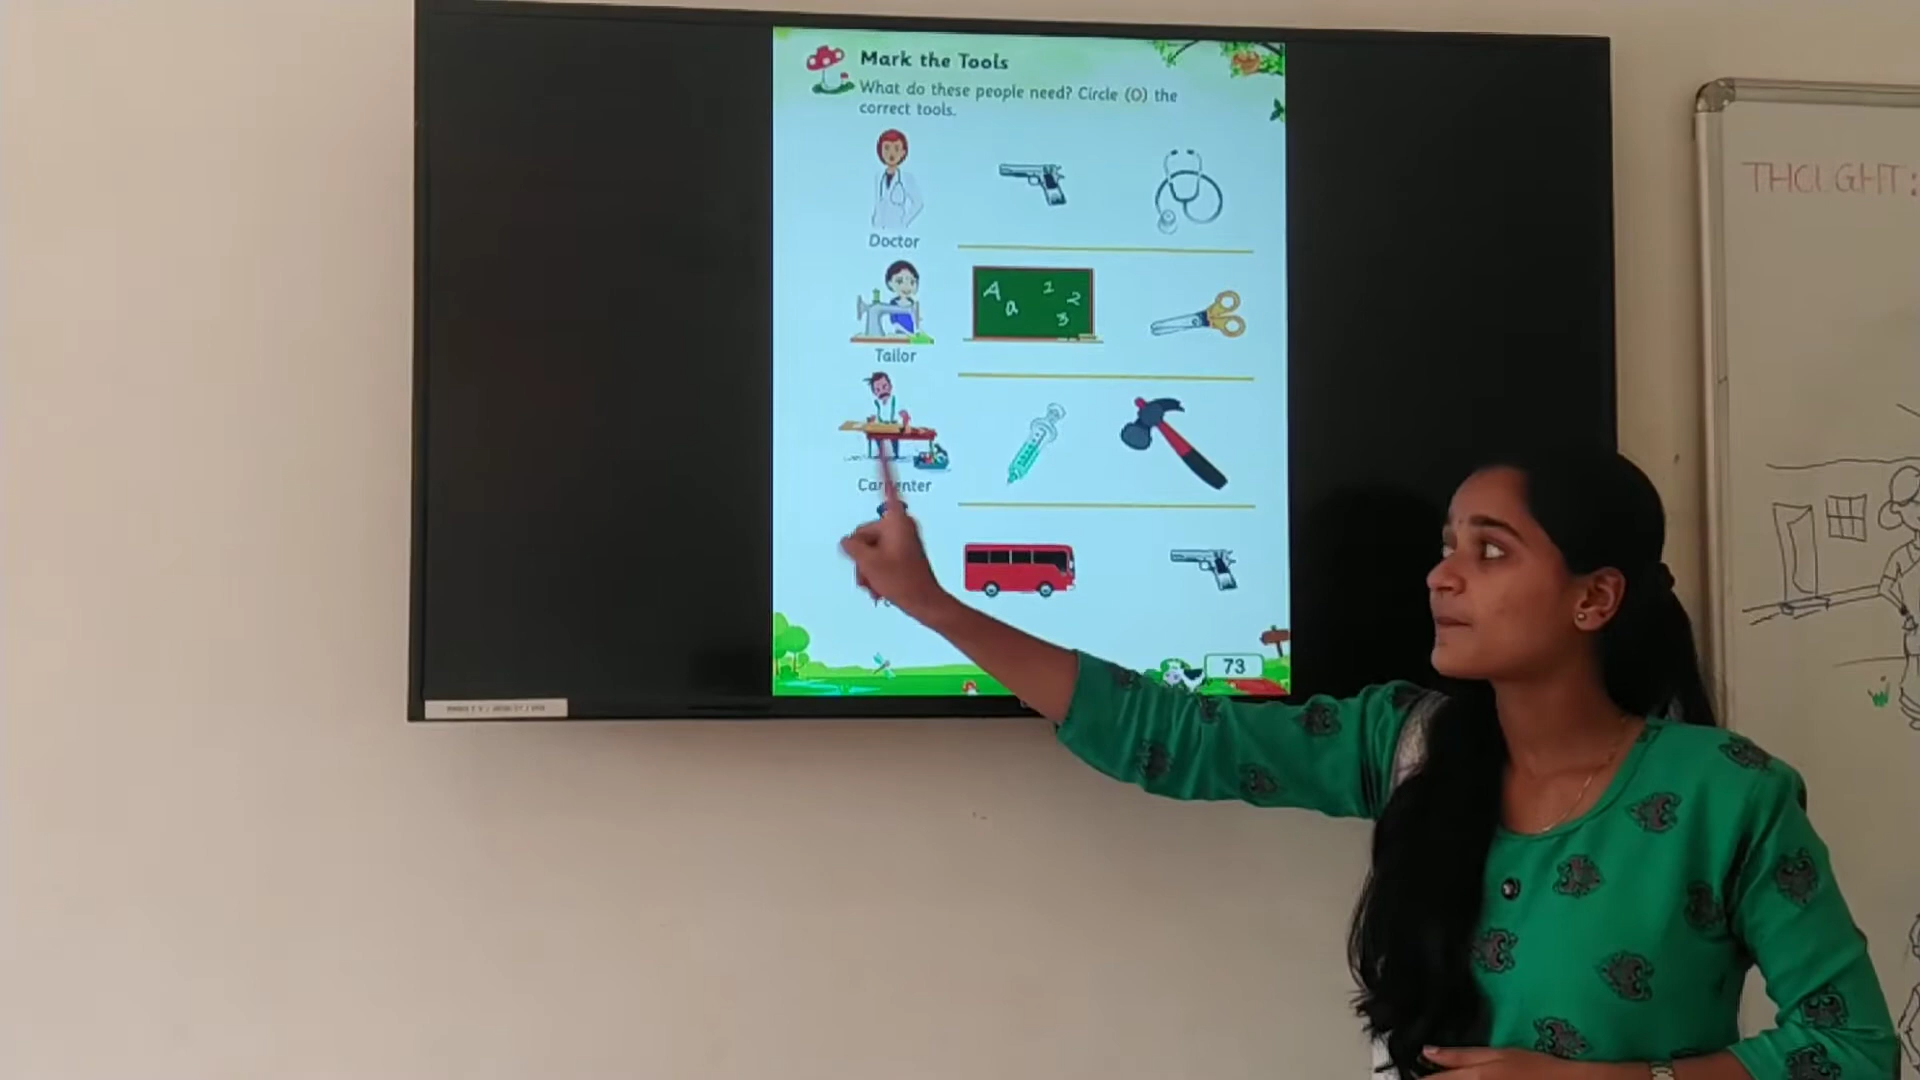 Mark the Tools
What do these people need? Circle (O) the
correct tools.
Doctor
A a 1 2 3
Tailor
Carpenter
73
THOUGHT: